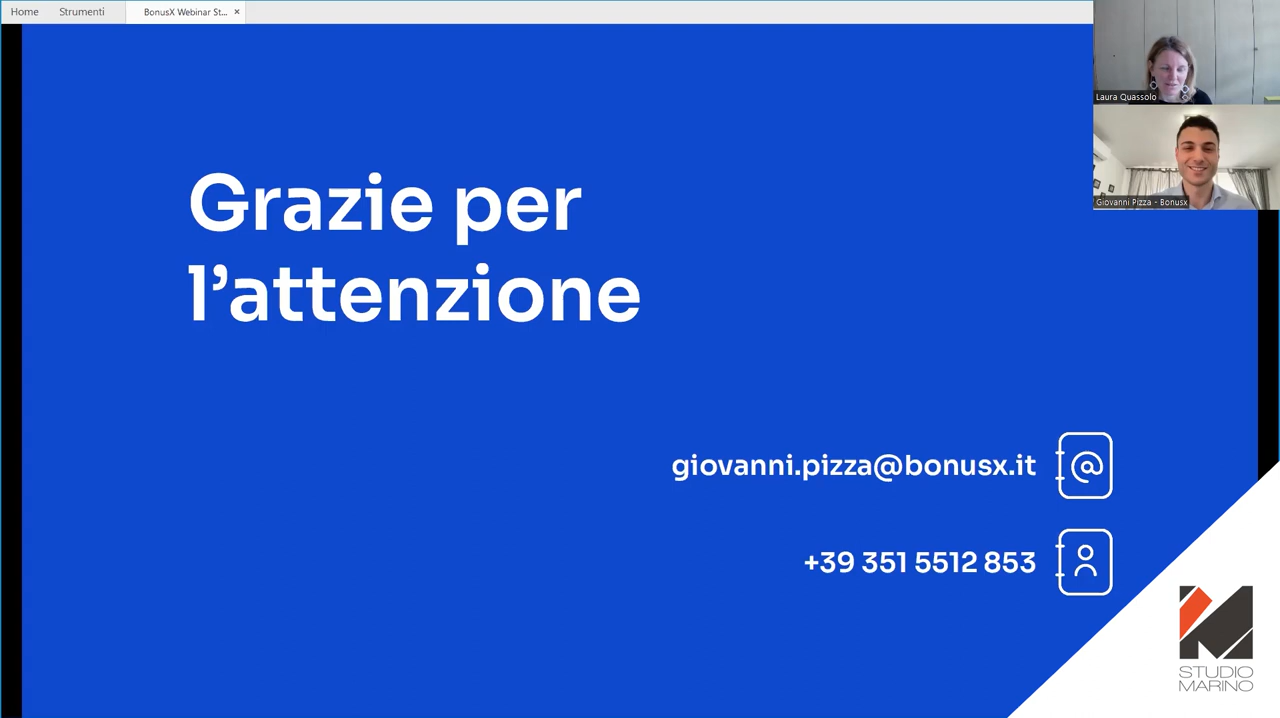 Home Strumenti BonusX Webinar St... ×
Laura Quassolo
Giovanni Pizza - Bonusx
Grazie per
l’attenzione
giovanni.pizza@bonusx.it
+39 351 5512 853
STUDIO
MARINO